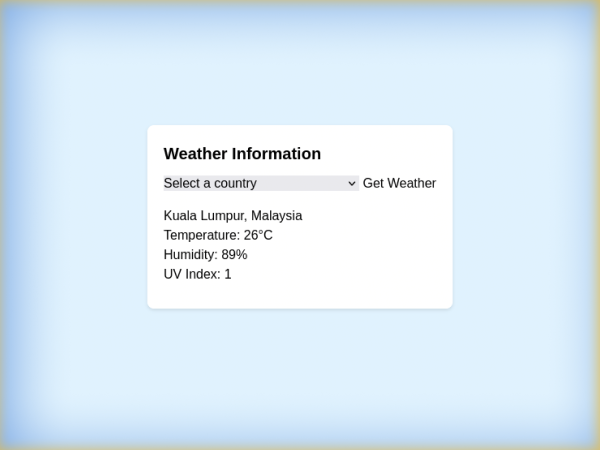 Weather Information
Select a country Get Weather
Kuala Lumpur, Malaysia
Temperature: 26°C
Humidity: 89%
UV Index: 1